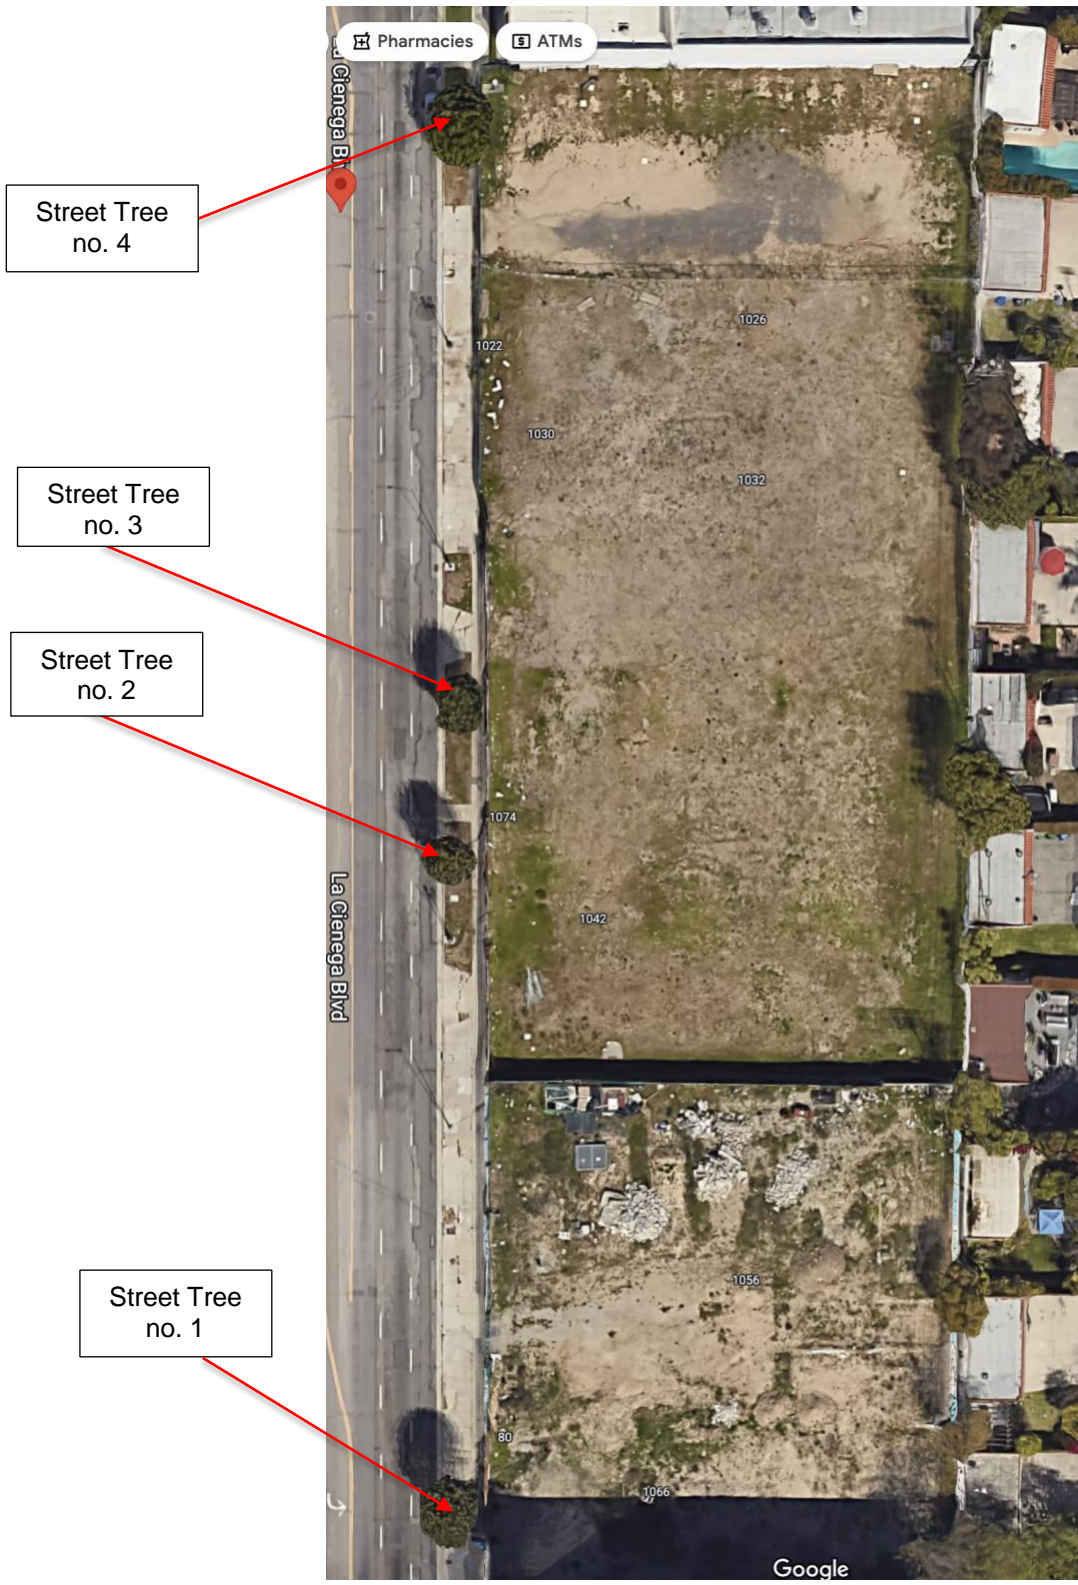 Pharmacies
ATMs
La Cienega Blvd
Street Tree
no. 4
1026
1022
1030
1032
Street Tree
no. 3
Street Tree
no. 2
1074
La Cienega Blvd
1042
Street Tree
no. 1
1056
80
1066
Google